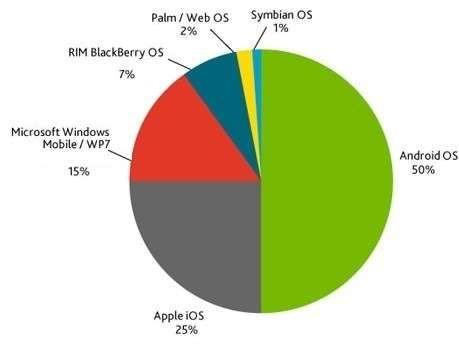 Palm / Web OS
2%
Symbian OS
1%
RIM BlackBerry OS
7%
Microsoft Windows
Mobile / WP7
15%
Android OS
50%
Apple iOS
25%